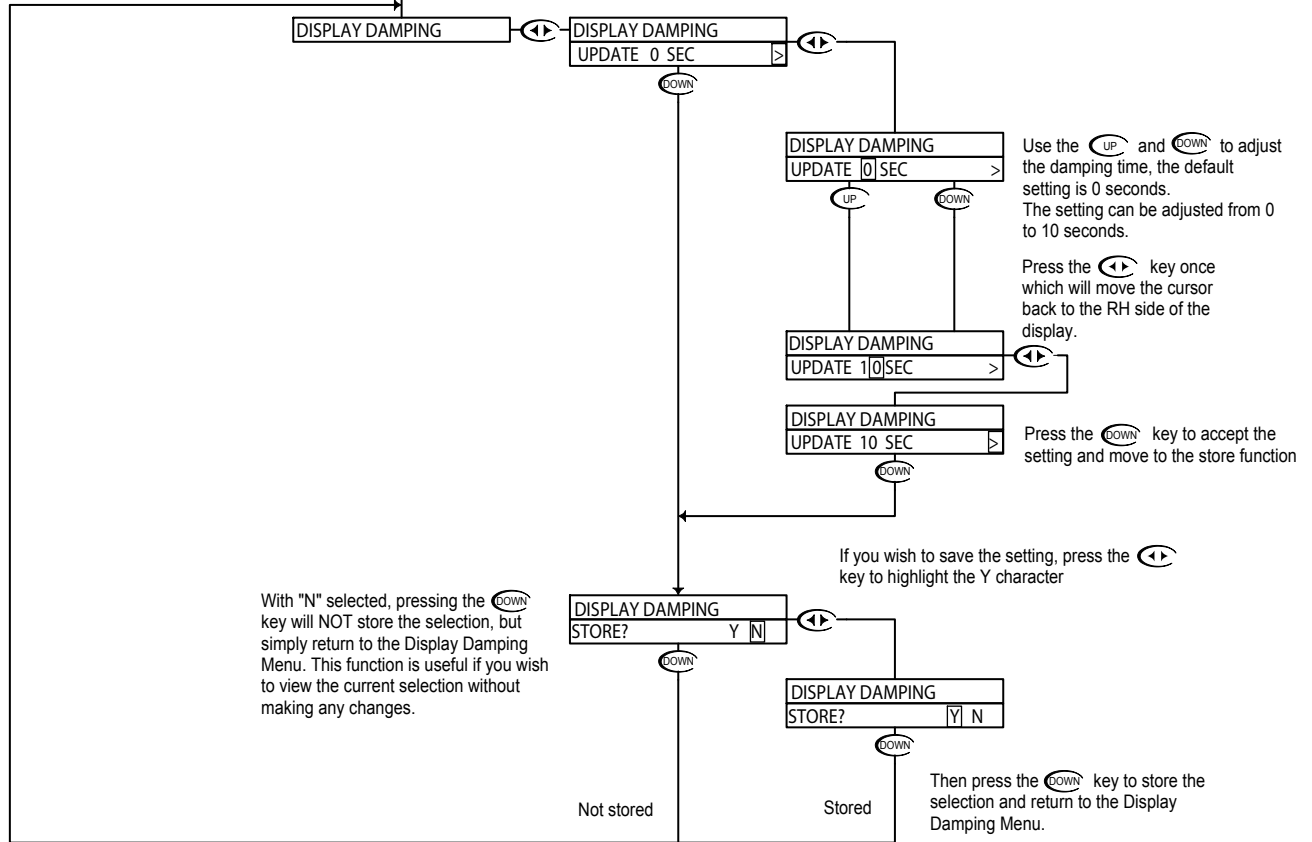 DISPLAY DAMPING
DISPLAY DAMPING
UPDATE 0 SEC >
DOWN
DISPLAY DAMPING
UPDATE 0 SEC >
UP DOWN
Use the UP and DOWN to adjust
the damping time, the default
setting is 0 seconds.
The setting can be adjusted from 0
to 10 seconds.
Press the key once
which will move the cursor
back to the RH side of the
display.
DISPLAY DAMPING
UPDATE 10 SEC >
DISPLAY DAMPING
UPDATE 10 SEC >
DOWN
Press the DOWN key to accept the
setting and move to the store function
If you wish to save the setting, press the
key to highlight the Y character
With "N" selected, pressing the DOWN
key will NOT store the selection, but
simply return to the Display Damping
Menu. This function is useful if you wish
to view the current selection without
making any changes.
DISPLAY DAMPING
STORE? Y N
DOWN
DISPLAY DAMPING
STORE? Y N
DOWN
Then press the DOWN key to store the
selection and return to the Display
Damping Menu.
Not stored
Stored